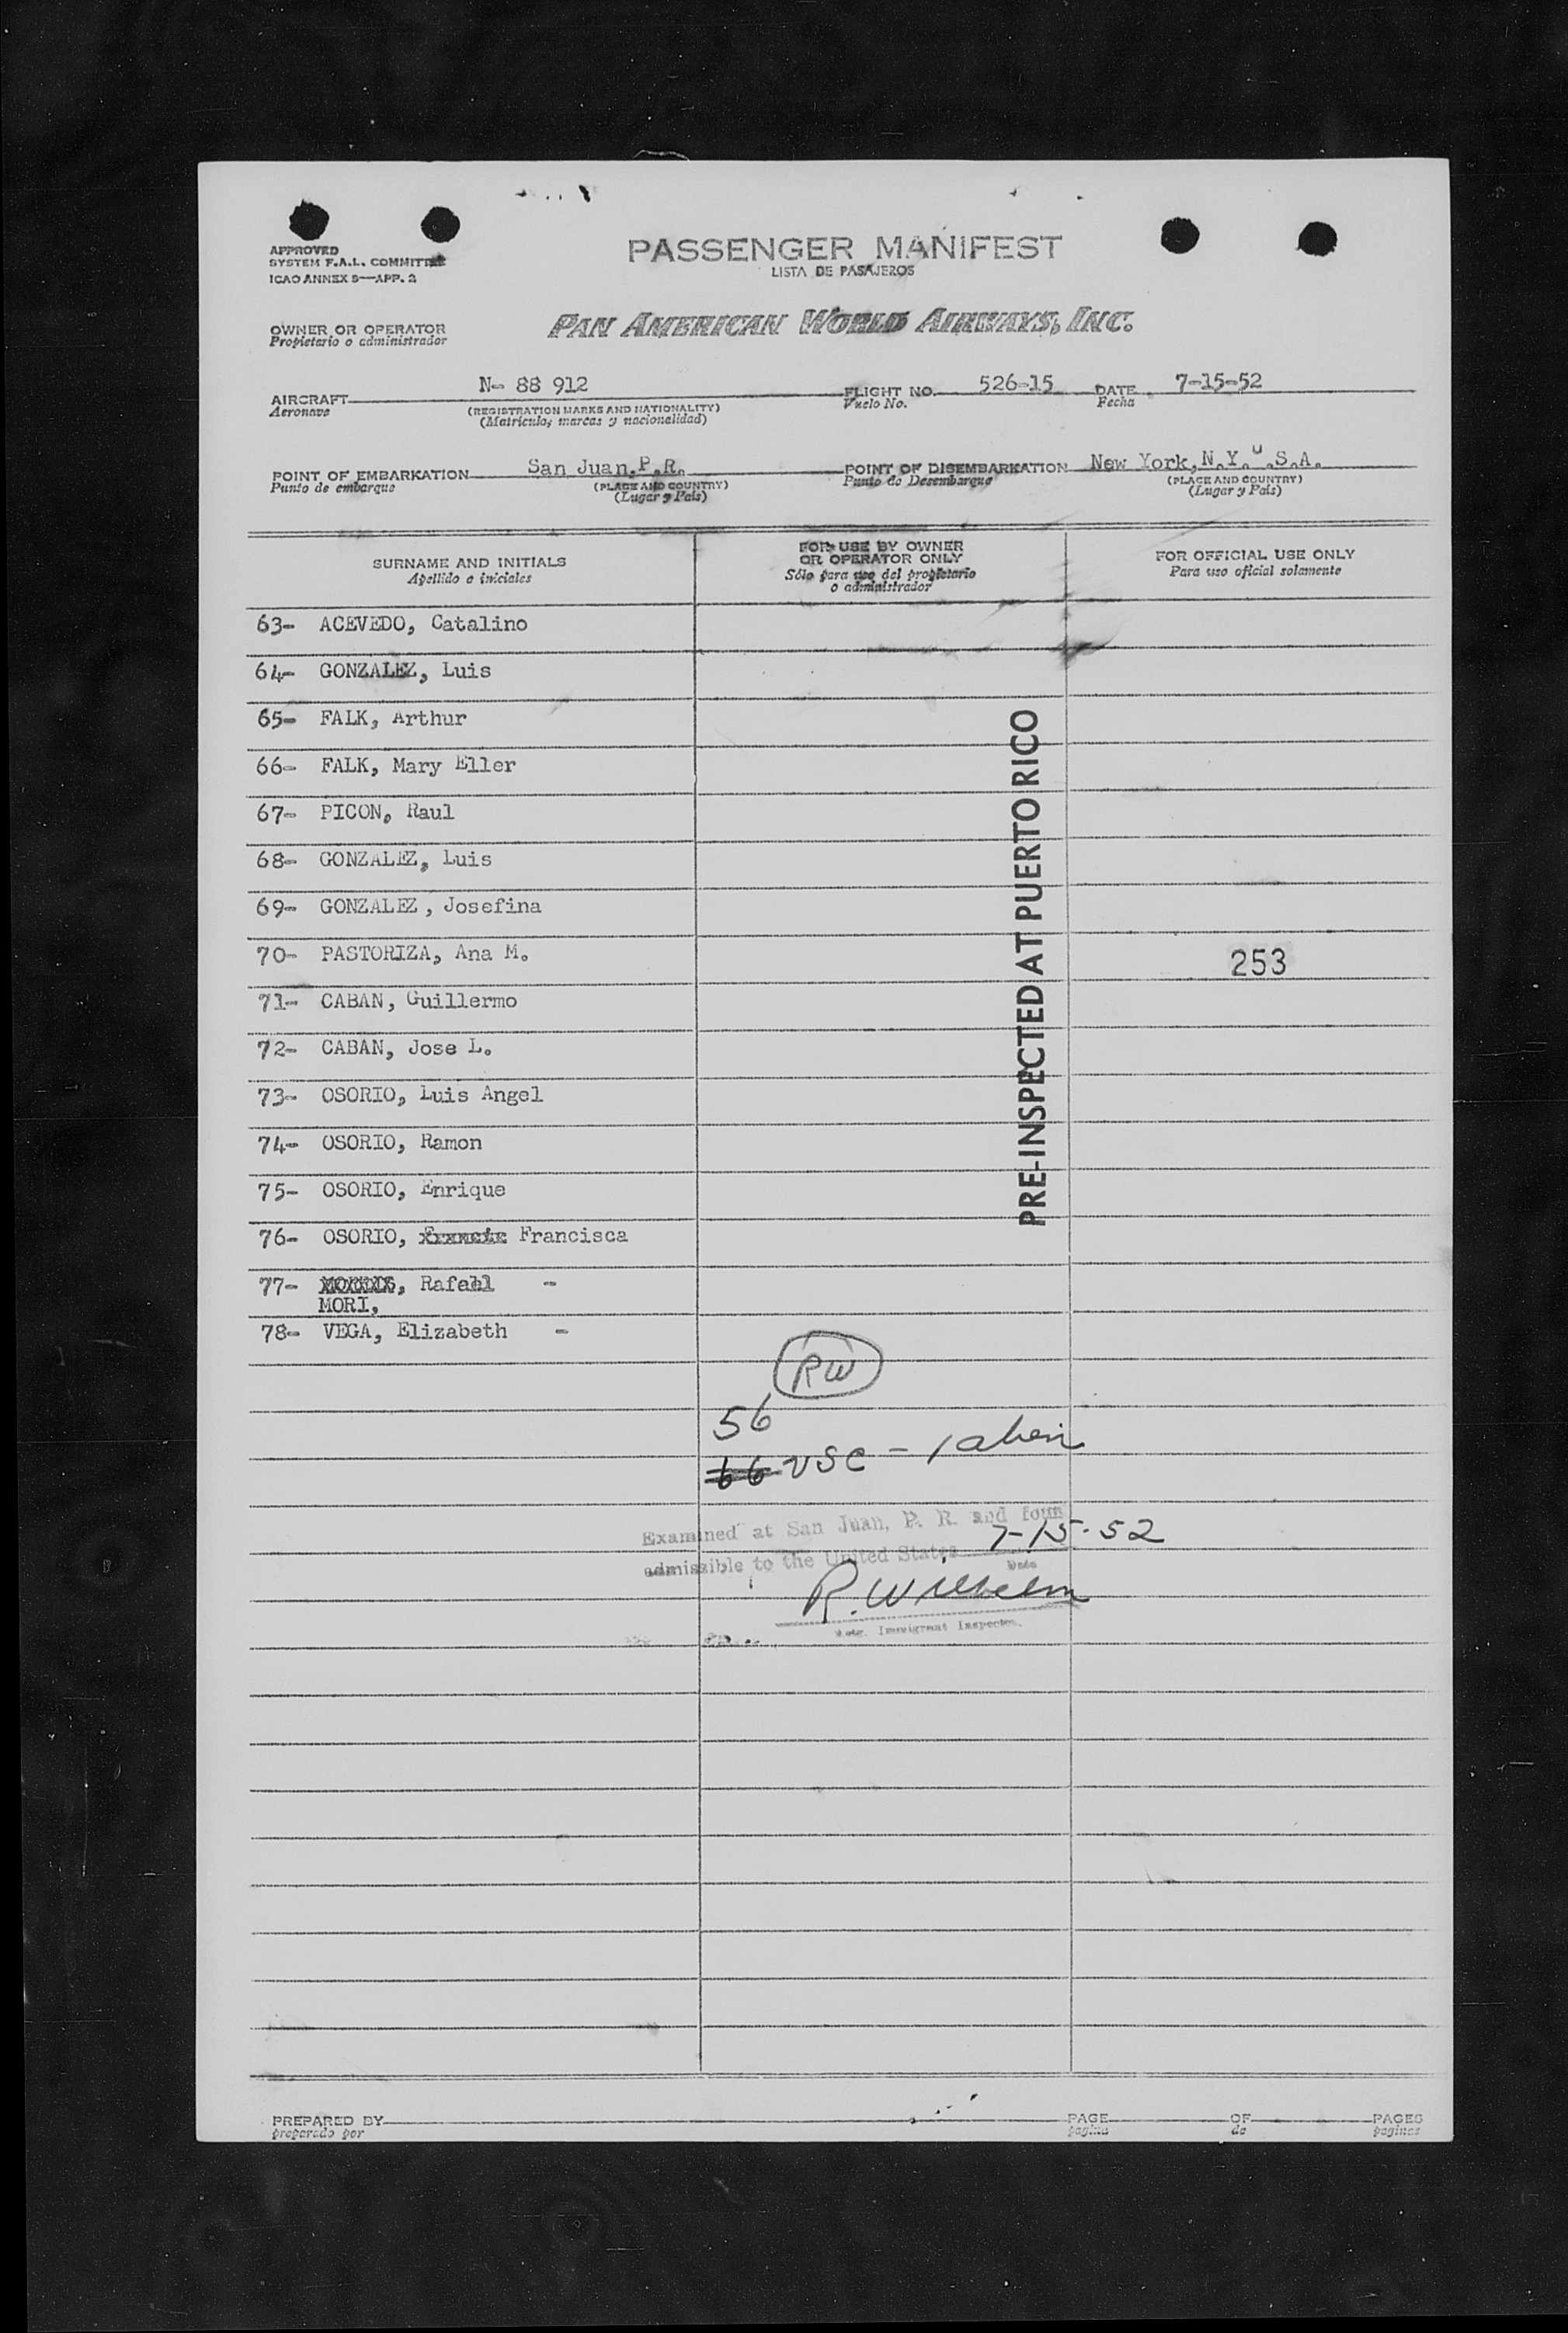 APPROVED
SYSTEM F.A.L. COMMITTEE
ICAO ANNEX 9—APP. 2
PASSENGER MANIFEST
LISTA DE PASAJEROS
OWNER OR OPERATOR
Propietario o administrador
PAN AMERICAN WORLD AIRWAYS, INC.
AIRCRAFT N- 88 912 FLIGHT NO. 526-15 DATE 7-15-52
Aeronave (REGISTRATION MARKS AND NATIONALITY) Vuelo No. Fecha
(Matricula, marcas y nacionalidad)
POINT OF EMBARKATION San Juan,P.R. POINT OF DISEMBARKATION New York,N.Y. U.S.A.
Punto de embarque (PLACE AND COUNTRY) Punto de Desembarque (PLACE AND COUNTRY)
(Lugar y País) (Lugar y País)
SURNAME AND INITIALS
Apellido e iniciales
FOR USE BY OWNER
OR OPERATOR ONLY
Sólo para uso del propietario
o administrador
FOR OFFICIAL USE ONLY
Para uso oficial solamente
63- ACEVEDO, Catalino
64- GONZALEZ, Luis
65- FALK, Arthur
66- FALK, Mary Eller
67- PICON, Raul
68- GONZALEZ, Luis
69- GONZALEZ, Josefina
70- PASTORIZA, Ana M. 253
71- CABAN, Guillermo
72- CABAN, Jose L.
73- OSORIO, Luis Angel
74- OSORIO, Ramon
75- OSORIO, Enrique
76- OSORIO, Francisca
77- , Rafael -
MORI,
78- VEGA, Elizabeth -
PRE-INSPECTED AT PUERTO RICO
RW
56
66 USC - 1 alien
Examined at San Juan, P. R. and found
admissible to the United States 7-15-52
Date
R. Wilhelm
Immigrant Inspector.
PREPARED BY PAGE OF PAGES
preparado por pagina de paginas